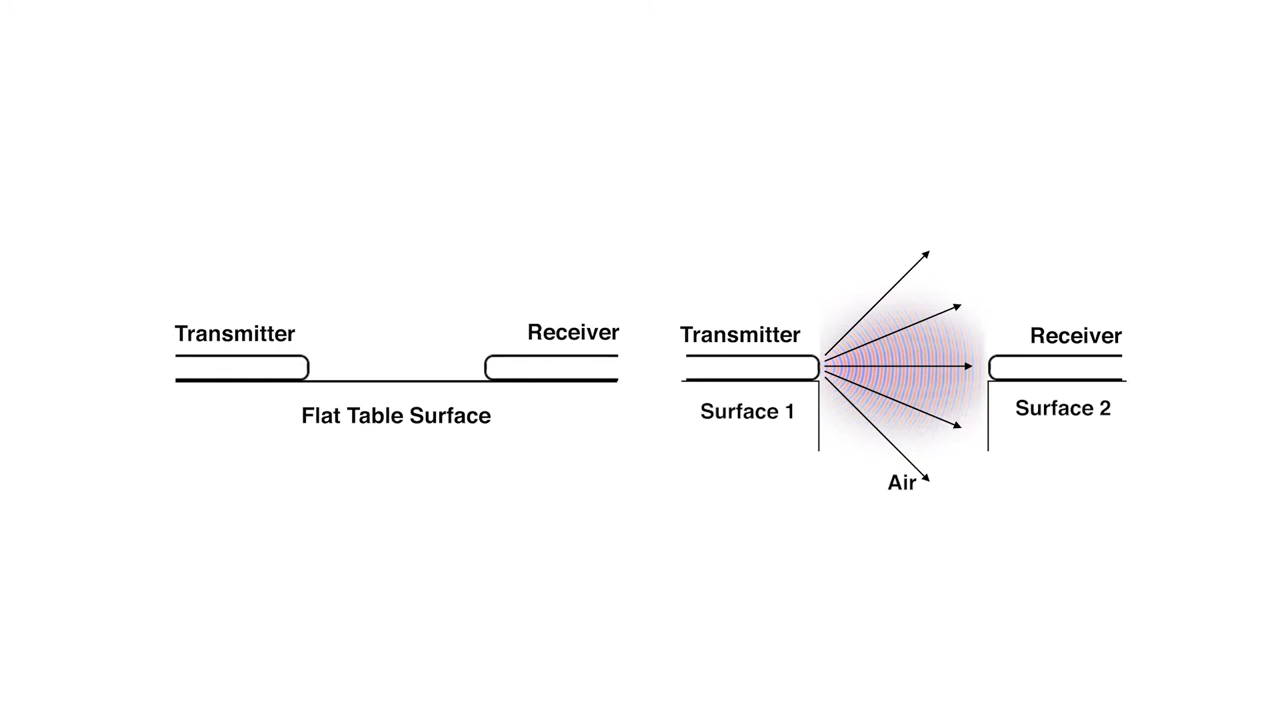 Transmitter
Receiver
Flat Table Surface
Transmitter
Receiver
Surface 1
Surface 2
Air